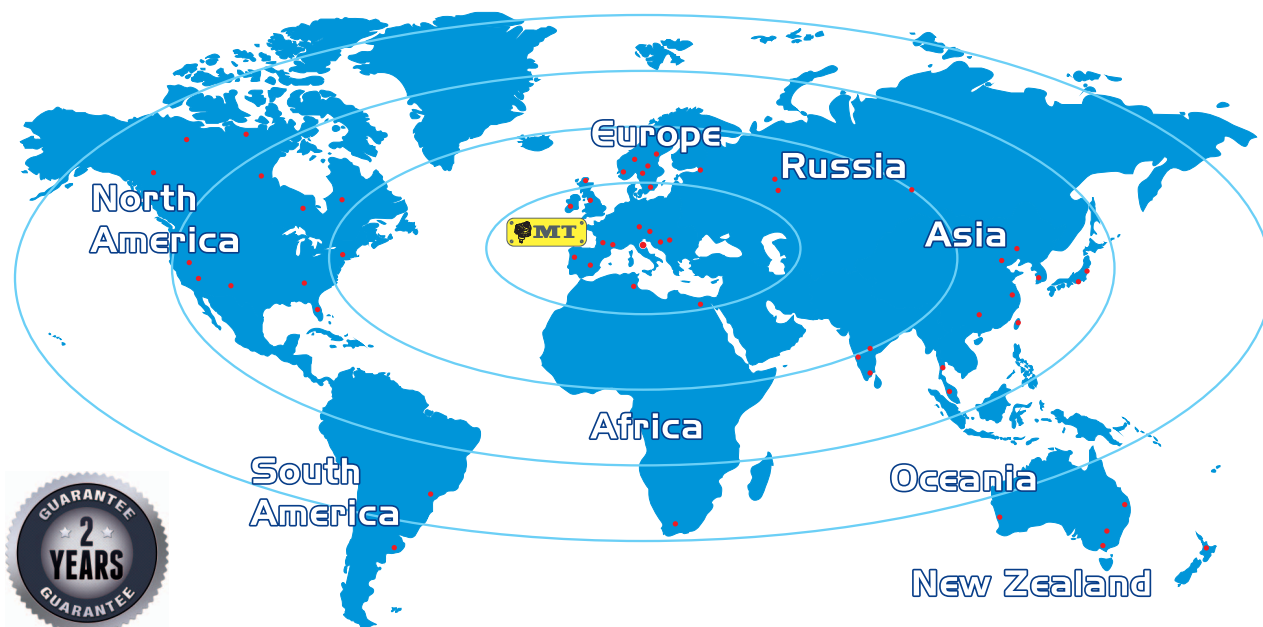 Europe
Russia
North
America
MT
Asia
Africa
South
America
Oceania
New Zealand
GUARANTEE
2
YEARS
GUARANTEE